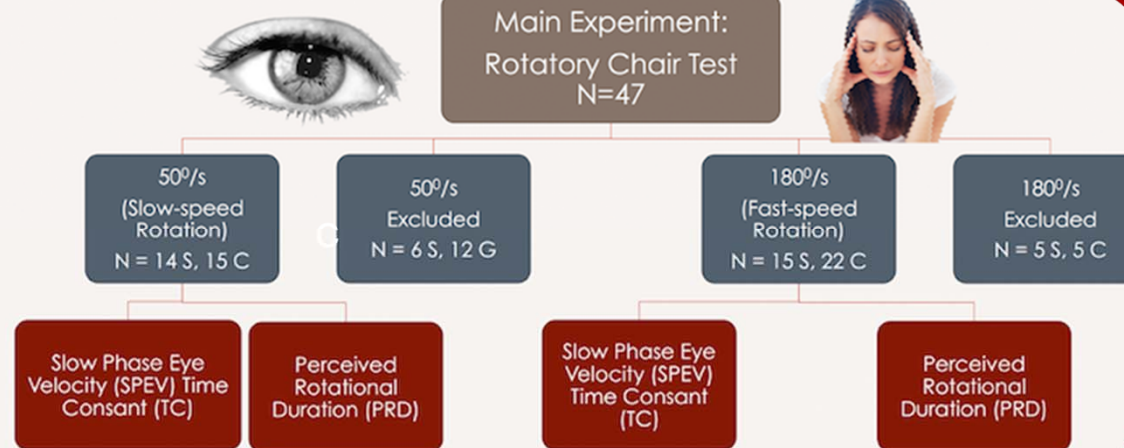 Main Experiment:
Rotatory Chair Test
N=47
50⁰/s
(Slow-speed
Rotation)
N = 14 S, 15 C
50⁰/s
Excluded
N = 6 S, 12 G
180⁰/s
(Fast-speed
Rotation)
N = 15 S, 22 C
180⁰/s
Excluded
N = 5 S, 5 C
C
Slow Phase Eye
Velocity (SPEV) Time
Consant (TC)
Perceived
Rotational
Duration (PRD)
Slow Phase Eye
Velocity (SPEV)
Time Consant
(TC)
Perceived
Rotational
Duration (PRD)